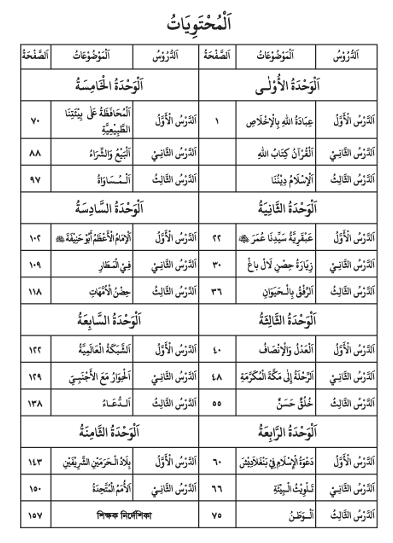 اَلْمُحْتَوِيَاتُ
اَلدُّرُوْسُ اَلْمَوْضُوْعَاتُ اَلصَّفْحَةُ اَلدُّرُوْسُ اَلْمَوْضُوْعَاتُ اَلصَّفْحَةُ
اَلْوَحْدَةُ الْأُوْلٰى اَلْوَحْدَةُ الْخَامِسَةُ
اَلدَّرْسُ الْأَوَّلُ عِبَادَةُ اللهِ بِالْإِخْلَاصِ ١ اَلدَّرْسُ الْأَوَّلُ اَلْمُحَافَظَةُ عَلَى بِيْئَتِنَا الطَّبِيْعِيَّةِ ٧٠
اَلدَّرْسُ الثَّانِيْ اَلْقُرْآنُ كِتَابُ اللهِ اَلدَّرْسُ الثَّانِيْ اَلْبَيْعُ وَالشِّرَاءُ ٨٨
اَلدَّرْسُ الثَّالِثُ اَلْإِسْلَامُ دِيْنُنَا اَلدَّرْسُ الثَّالِثُ اَلْمُسَاوَاةُ ٩٧
اَلْوَحْدَةُ الثَّانِيَةُ اَلْوَحْدَةُ السَّادِسَةُ
اَلدَّرْسُ الْأَوَّلُ عَبْقَرِيَّةُ سَيِّدِنَا عُمَرَ ٢٢ اَلدَّرْسُ الْأَوَّلُ اَلْإِمَامُ الْأَعْظَمُ أَبُوْ حَنِيْفَةَ ١٠٢
اَلدَّرْسُ الثَّانِيْ زِيَارَةُ حِصْنِ لَال بَاغ ٣٠ اَلدَّرْسُ الثَّانِيْ فِي الْمَطَارِ ١٠٩
اَلدَّرْسُ الثَّالِثُ اَلرِّفْقُ بِالْحَيَوَانِ ٣٦ اَلدَّرْسُ الثَّالِثُ حِضْنُ الْأُمَّهَاتِ ١١٨
اَلْوَحْدَةُ الثَّالِثَةُ اَلْوَحْدَةُ السَّابِعَةُ
اَلدَّرْسُ الْأَوَّلُ اَلْعَدْلُ وَالْإِنْصَافُ ٤٠ اَلدَّرْسُ الْأَوَّلُ اَلشَّبَكَةُ الْعَالَمِيَّةُ ١٢٢
اَلدَّرْسُ الثَّانِيْ اَلرِّحْلَةُ إِلَى مَكَّةَ الْمُكَرَّمَةِ ٤٨ اَلدَّرْسُ الثَّانِيْ اَلْحِوَارُ مَعَ الْأَجْنَبِيِّ ١٢٩
اَلدَّرْسُ الثَّالِثُ خُلُقٌ حَسَنٌ ٥٥ اَلدَّرْسُ الثَّالِثُ اَلدُّعَاءُ ١٣٨
اَلْوَحْدَةُ الرَّابِعَةُ اَلْوَحْدَةُ الثَّامِنَةُ
اَلدَّرْسُ الْأَوَّلُ دَعْوَةُ الْإِسْلَامِ فِيْ بَنْغَلَادِيْش ٦٠ اَلدَّرْسُ الْأَوَّلُ بِلَادُ الْحَرَمَيْنِ الشَّرِيْفَيْنِ ١٤٣
اَلدَّرْسُ الثَّانِيْ تَلْوِيْثُ الْبِيْئَةِ ٦٦ اَلدَّرْسُ الثَّانِيْ اَلْأُمَمُ الْمُتَّحِدَةُ ١٥٠
اَلدَّرْسُ الثَّالِثُ اَلْوَطَنُ ٧٥ শিক্ষক নির্দেশিকা ١٥٧